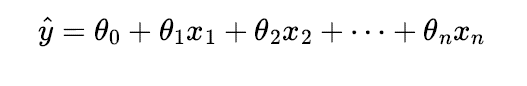 ŷ = θ₀ + θ₁x₁ + θ₂x₂ + ⋯ + θₙxₙ